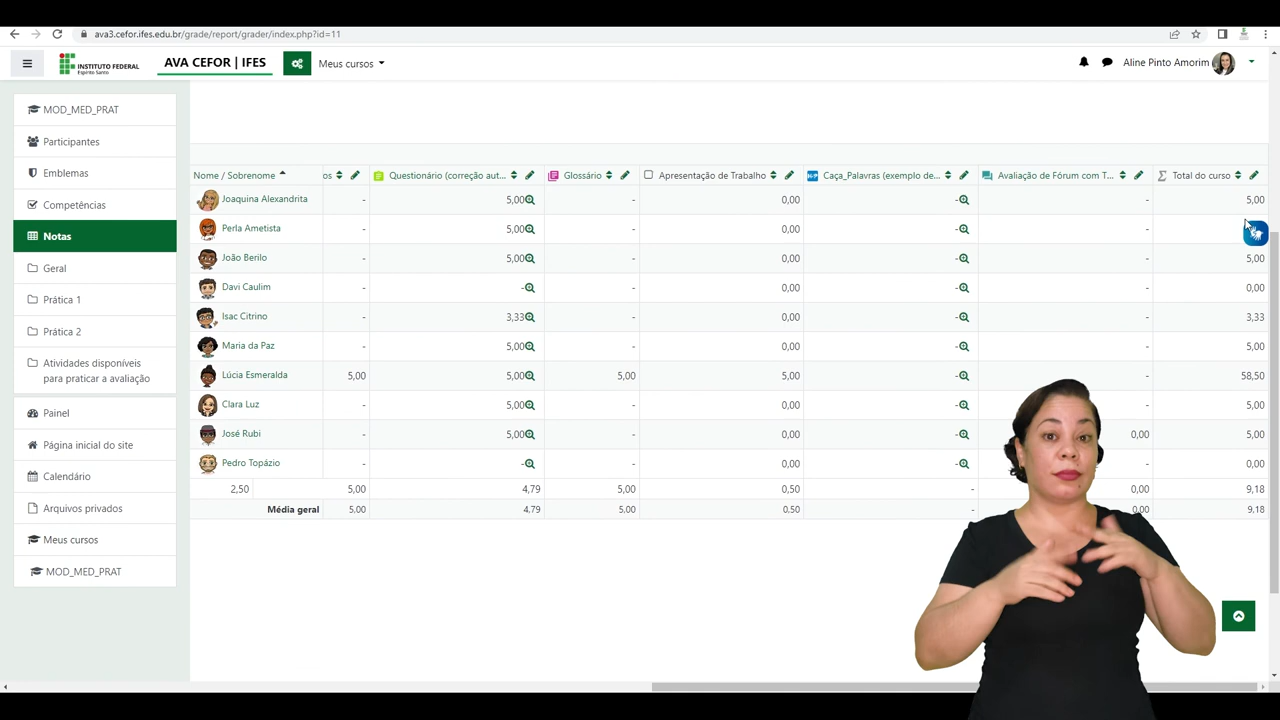 ava3.cefor.ifes.edu.br/grade/report/grader/index.php?id=11
INSTITUTO FEDERAL
Espírito Santo
AVA CEFOR | IFES
Meus cursos
Aline Pinto Amorim
MOD_MED_PRAT
Participantes
Emblemas
Competências
Notas
Geral
Prática 1
Prática 2
Atividades disponíveis
para praticar a avaliação
Painel
Página inicial do site
Calendário
Arquivos privados
Meus cursos
MOD_MED_PRAT
Nome / Sobrenome os Questionário (correção aut... Glossário Apresentação de Trabalho H-P Caça_Palavras (exemplo de... Avaliação de Fórum com T... Σ Total do curso
Joaquina Alexandrita - 5,00 - 0,00 - - 5,00
Perla Ametista - 5,00 - 0,00 - -
João Berilo - 5,00 - 0,00 - - 5,00
Davi Caulim - - - 0,00 - - 0,00
Isac Citrino - 3,33 - 0,00 - - 3,33
Maria da Paz - 5,00 - 0,00 - - 5,00
Lúcia Esmeralda 5,00 5,00 5,00 5,00 - - 58,50
Clara Luz - 5,00 - 0,00 - - 5,00
José Rubi - 5,00 - 0,00 - 0,00 5,00
Pedro Topázio - - - 0,00 - - 0,00
2,50 5,00 4,79 5,00 0,50 - 0,00 9,18
Média geral 5,00 4,79 5,00 0,50 - 0,00 9,18